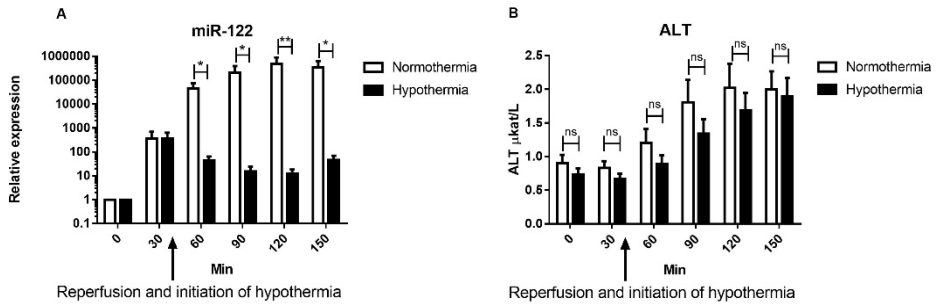 A
miR-122
1000000
100000
10000
1000
100
10
1
0.1
Relative expression
* * ** *
Normothermia
Hypothermia
0 30 60 90 120 150
Min
Reperfusion and initiation of hypothermia
B
ALT
2.5
2.0
1.5
1.0
0.5
0.0
ALT µkat/L
ns ns ns ns ns ns
Normothermia
Hypothermia
0 30 60 90 120 150
Min
Reperfusion and initiation of hypothermia